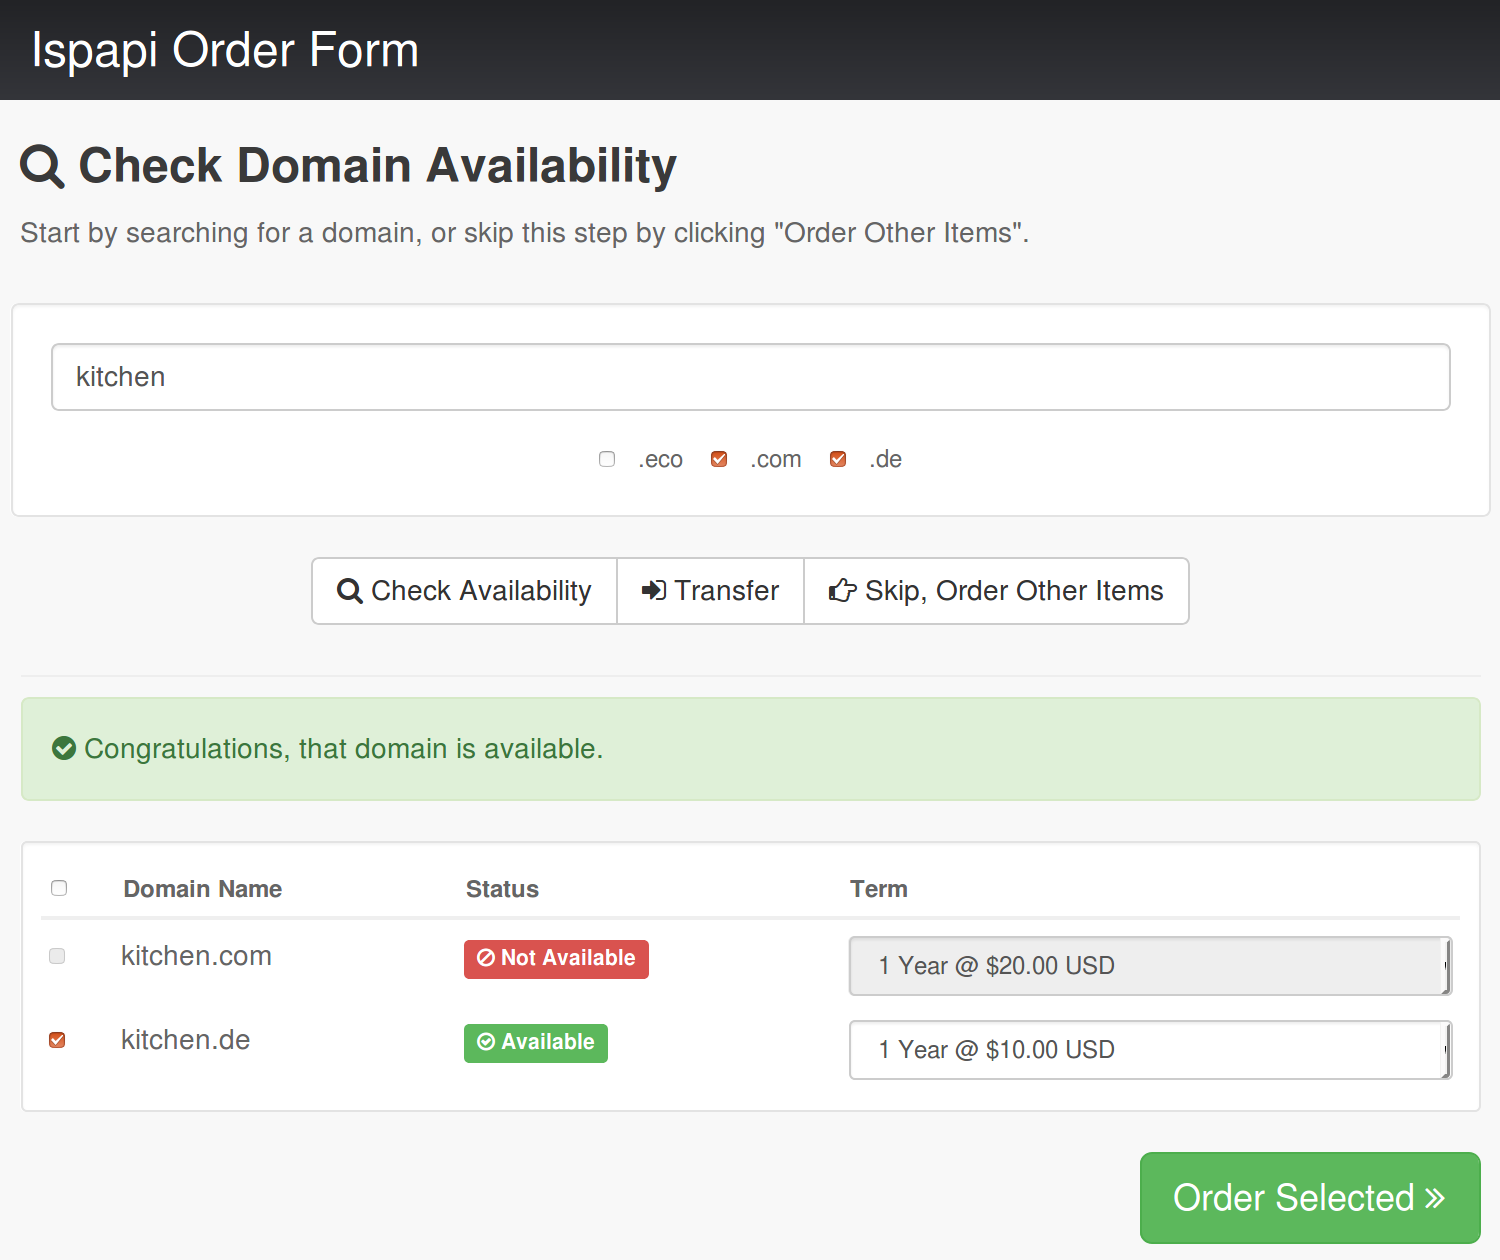 Ispapi Order Form
Check Domain Availability
Start by searching for a domain, or skip this step by clicking "Order Other Items".
kitchen
.eco .com .de
Check Availability Transfer Skip, Order Other Items
Congratulations, that domain is available.
Domain Name Status Term
kitchen.com Not Available 1 Year @ $20.00 USD
kitchen.de Available 1 Year @ $10.00 USD
Order Selected »